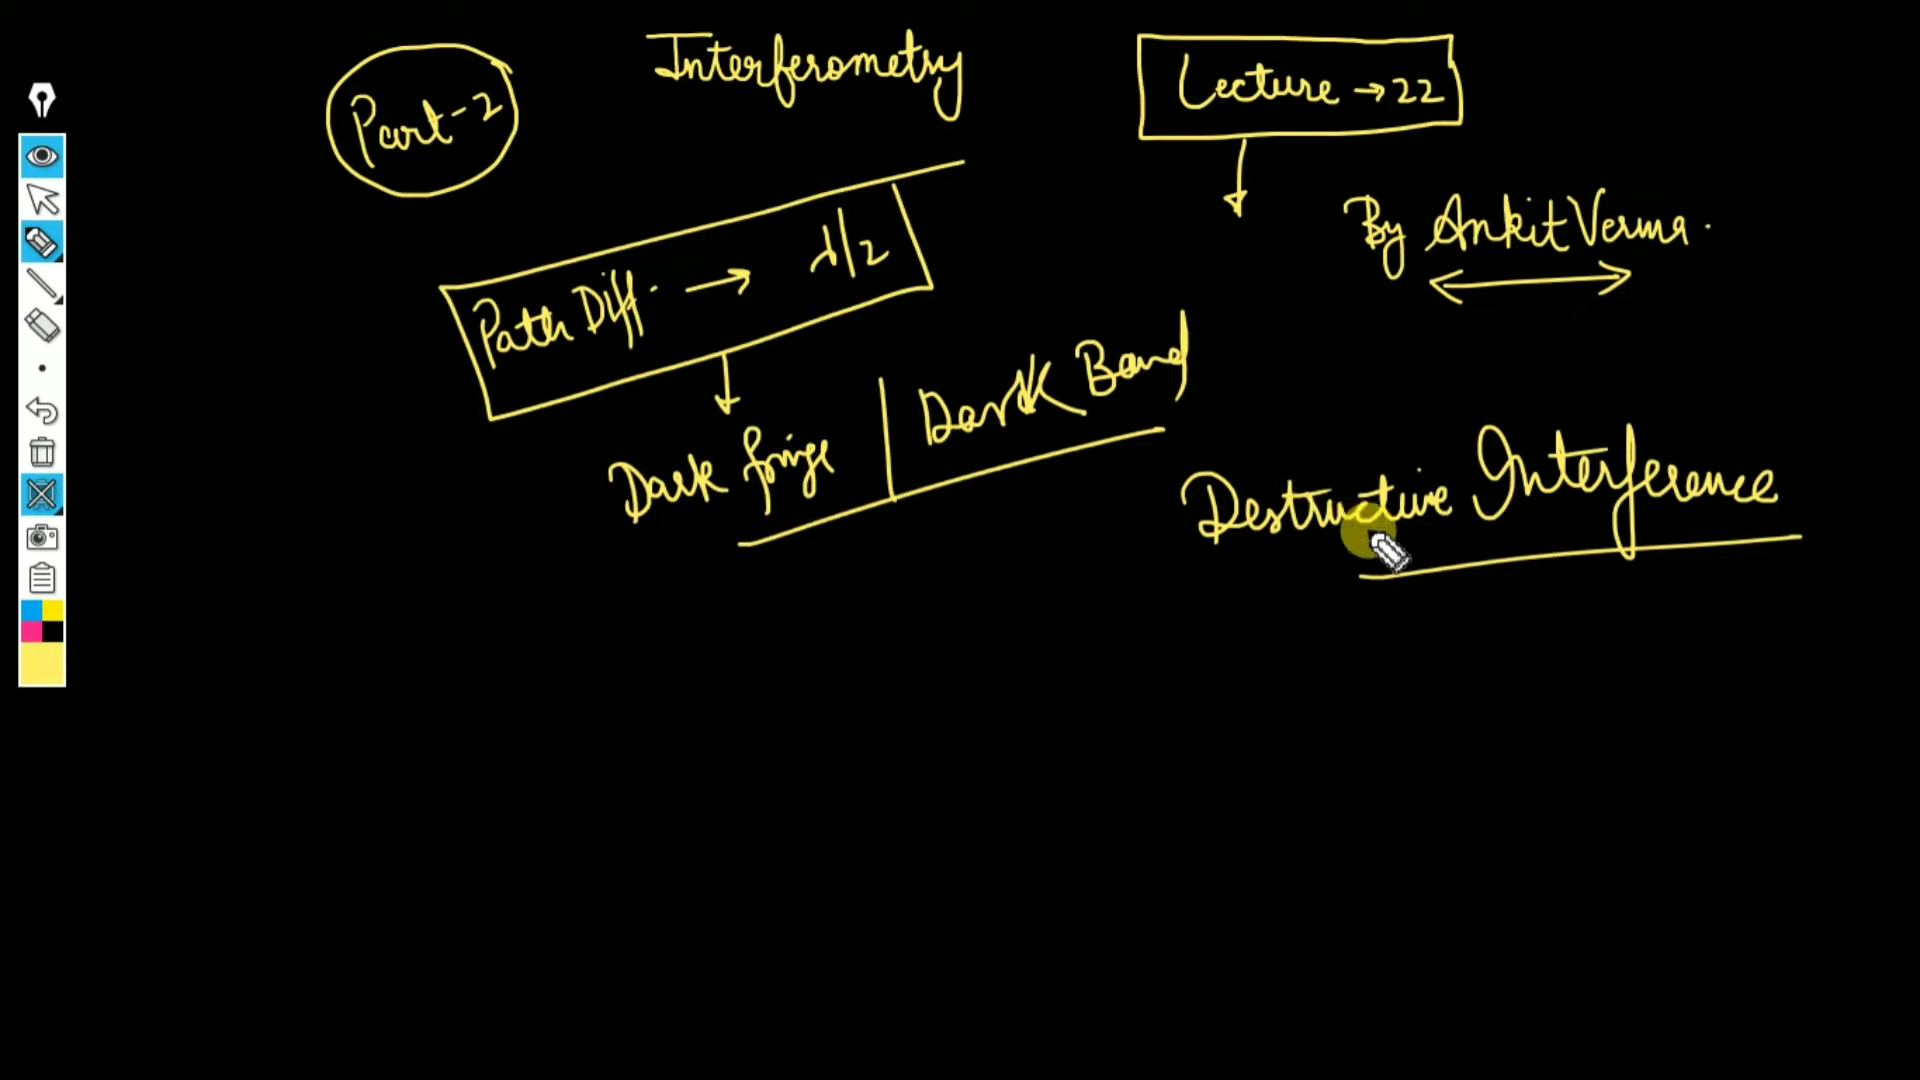 Part-2
Interferometry
Lecture → 22
By Ankit Verma.
Path Diff. → λ/2
Dark fringe | Dark Band
Destructive Interference